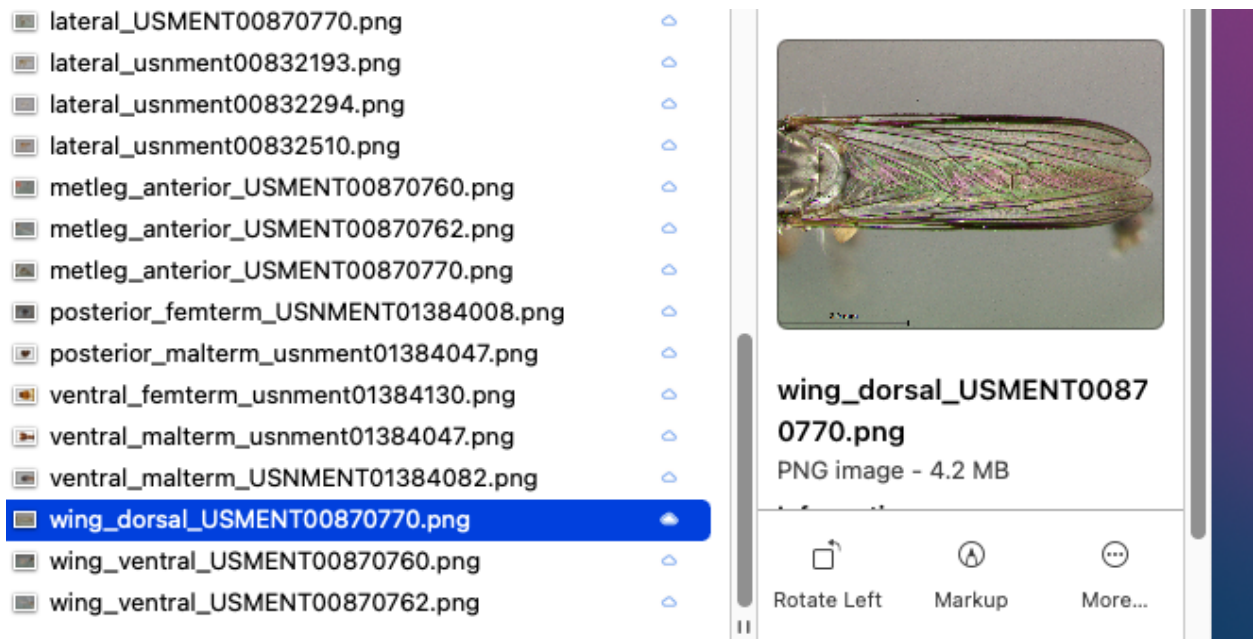 lateral_USMENT00870770.png
lateral_usnment00832193.png
lateral_usnment00832294.png
lateral_usnment00832510.png
metleg_anterior_USMENT00870760.png
metleg_anterior_USMENT00870762.png
metleg_anterior_USMENT00870770.png
posterior_femterm_USNMENT01384008.png
posterior_malterm_usnment01384047.png
ventral_femterm_usnment01384130.png
ventral_malterm_usnment01384047.png
ventral_malterm_USNMENT01384082.png
wing_dorsal_USMENT00870770.png
wing_ventral_USMENT00870760.png
wing_ventral_USMENT00870762.png
wing_dorsal_USMENT0087
0770.png
PNG image - 4.2 MB
Rotate Left
Markup
More...